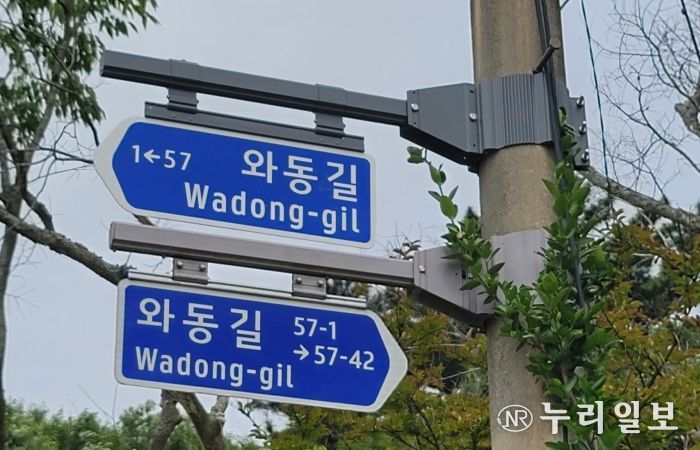 1←57 와동길
Wadong-gil
와동길 57-1
Wadong-gil →57-42
NR 누리일보